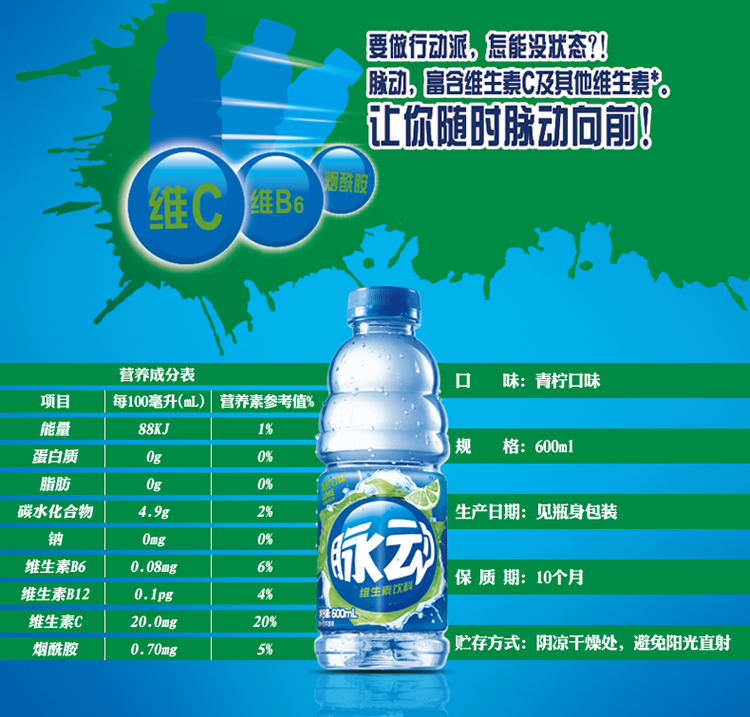 要做行动派，怎能没状态？！
脉动，富含维生素C及其他维生素*。
让你随时脉动向前！
维C
维B6
烟酰胺
营养成分表
项目 每100毫升(mL) 营养素参考值%
能量 88KJ 1%
蛋白质 0g 0%
脂肪 0g 0%
碳水化合物 4.9g 2%
钠 0mg 0%
维生素B6 0.08mg 6%
维生素B12 0.1pg 4%
维生素C 20.0mg 20%
烟酰胺 0.70mg 5%
脉动
维生素饮料
600mL
口 味：青柠口味
规 格：600ml
生产日期：见瓶身包装
保 质 期：10个月
贮存方式：阴凉干燥处，避免阳光直射